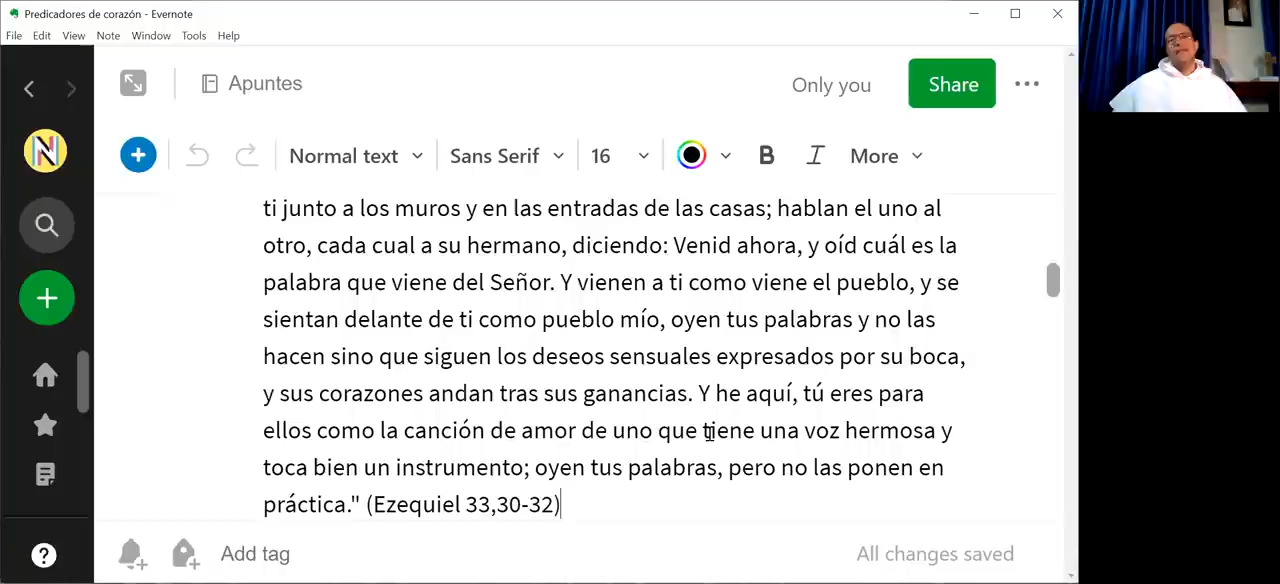 Predicadores de corazón - Evernote
File Edit View Note Window Tools Help
Apuntes
Only you
Share
Normal text
Sans Serif
16
B
I
More
ti junto a los muros y en las entradas de las casas; hablan el uno al
otro, cada cual a su hermano, diciendo: Venid ahora, y oíd cuál es la
palabra que viene del Señor. Y vienen a ti como viene el pueblo, y se
sientan delante de ti como pueblo mío, oyen tus palabras y no las
hacen sino que siguen los deseos sensuales expresados por su boca,
y sus corazones andan tras sus ganancias. Y he aquí, tú eres para
ellos como la canción de amor de uno que tiene una voz hermosa y
toca bien un instrumento; oyen tus palabras, pero no las ponen en
práctica." (Ezequiel 33,30-32)
Add tag
All changes saved
N
?